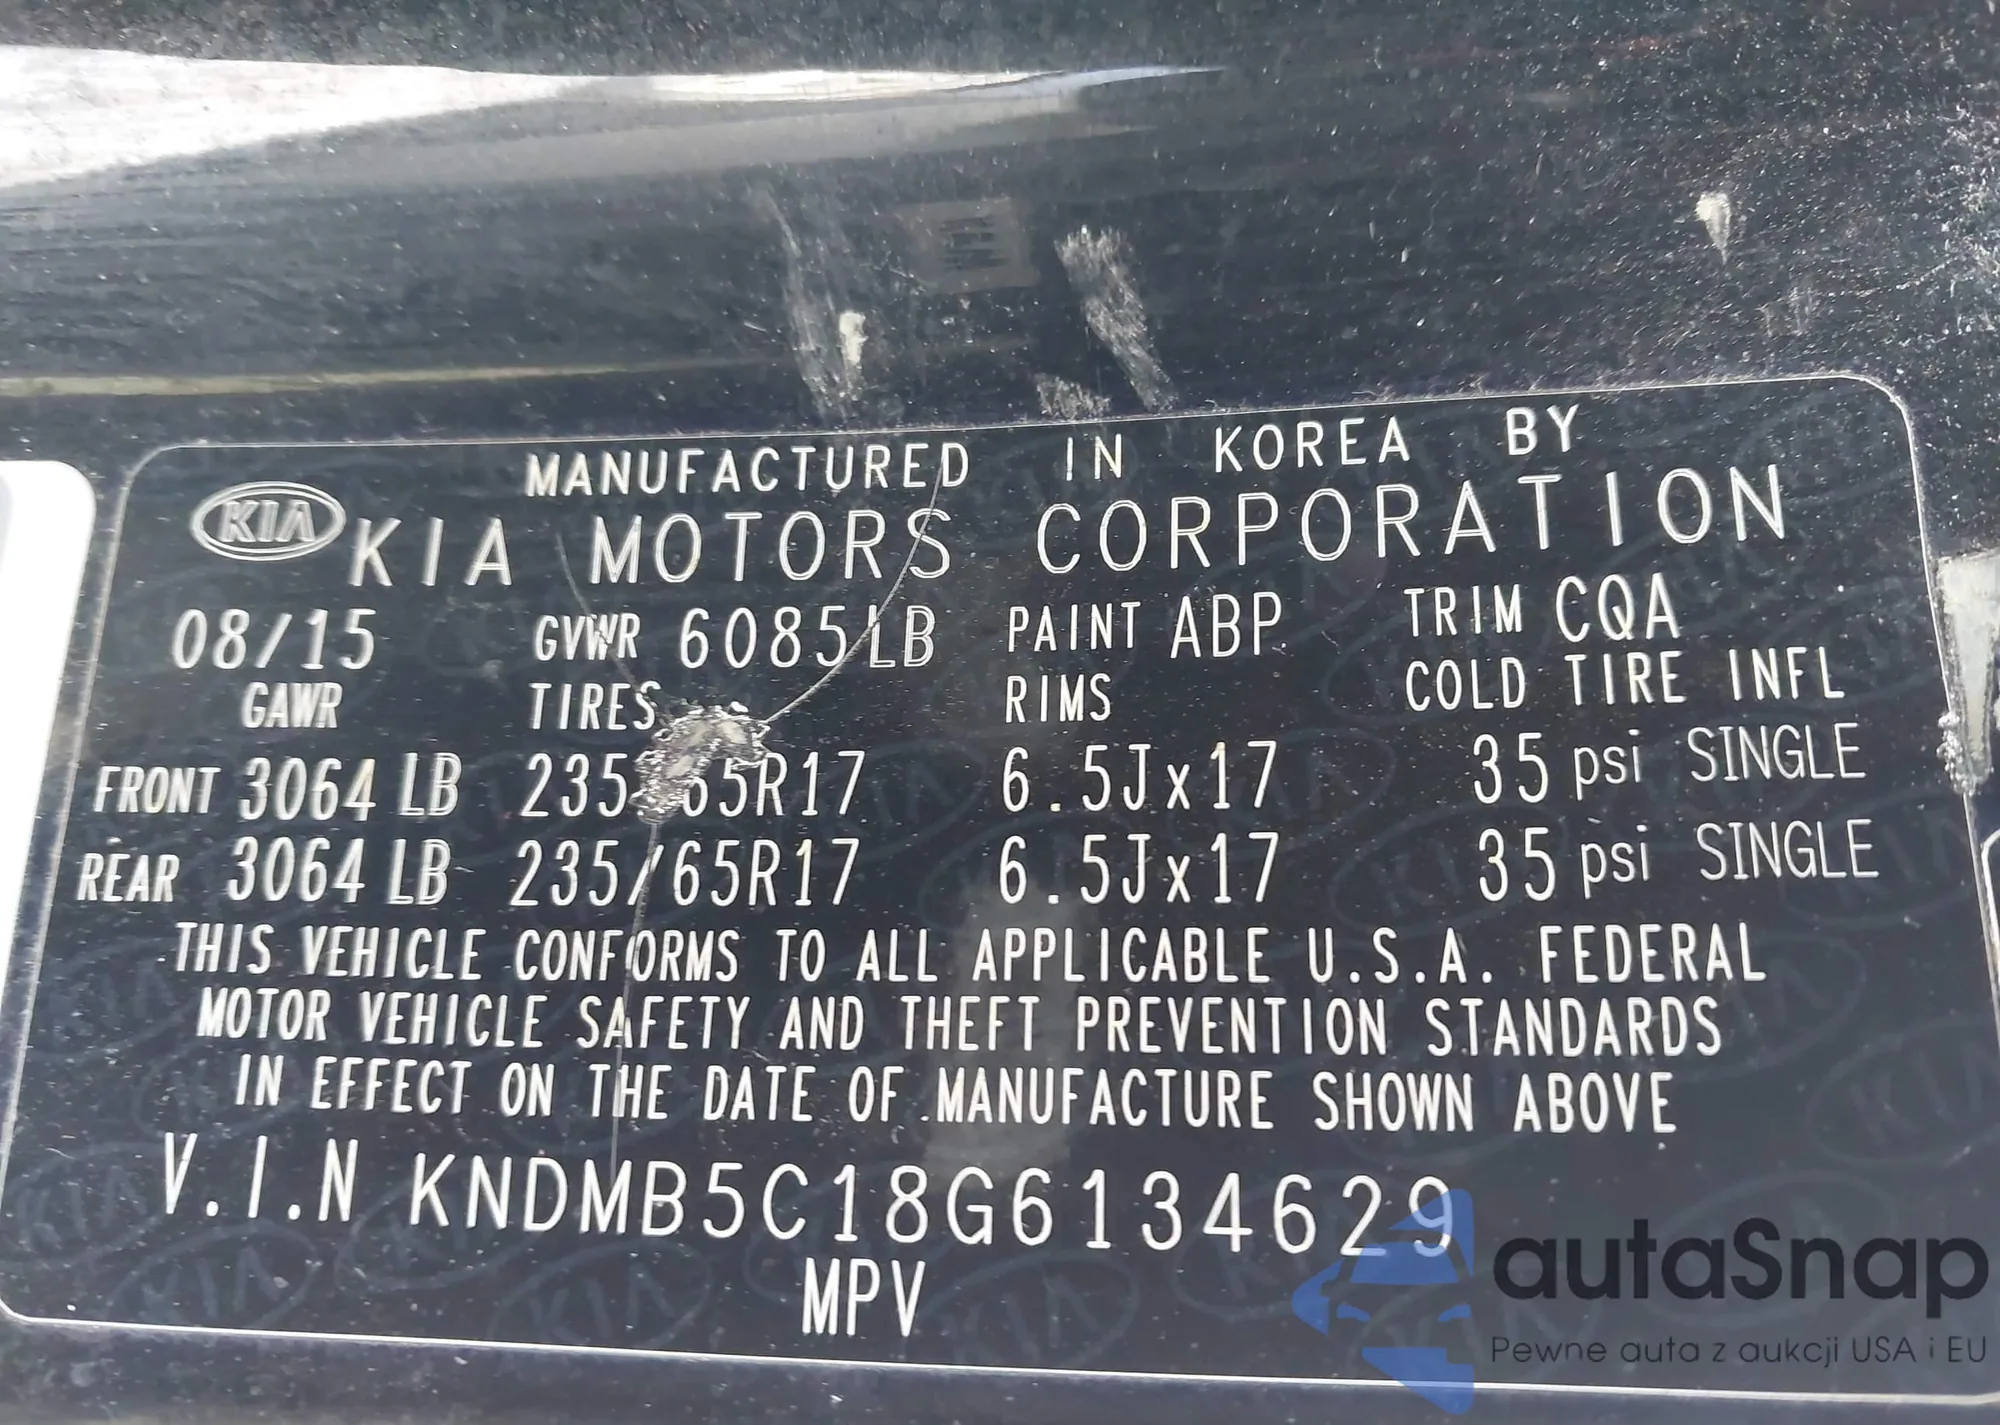 MANUFACTURED IN KOREA BY
KIA KIA MOTORS CORPORATION
08/15 GVWR 6085LB PAINT ABP TRIM CQA
GAWR TIRES RIMS COLD TIRE INFL
FRONT 3064 LB 235/65R17 6.5Jx17 35 psi SINGLE
REAR 3064 LB 235/65R17 6.5Jx17 35 psi SINGLE
THIS VEHICLE CONFORMS TO ALL APPLICABLE U.S.A. FEDERAL
MOTOR VEHICLE SAFETY AND THEFT PREVENTION STANDARDS
IN EFFECT ON THE DATE OF MANUFACTURE SHOWN ABOVE
V.I.N KNDMB5C18G6134629
MPV
autaSnap
Pewne auta z aukcji USA i EU